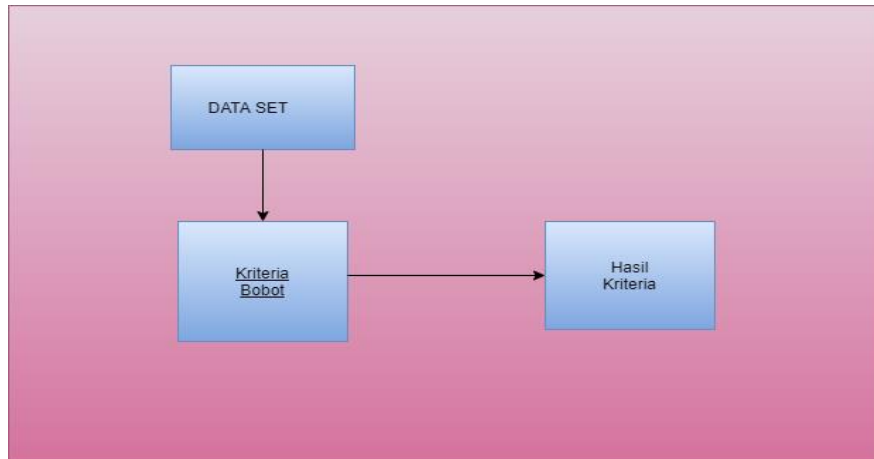 DATA SET
Kriteria
Bobot
Hasil
Kriteria